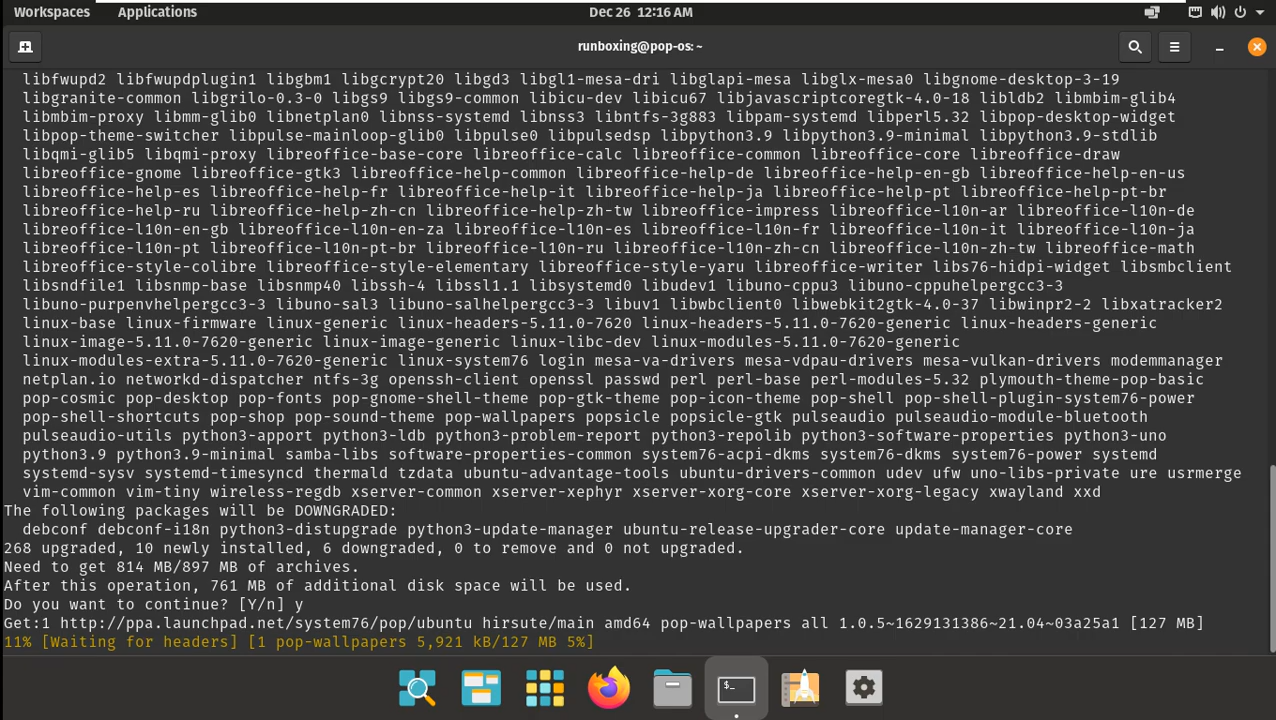 Workspaces Applications Dec 26 12:16 AM
runboxing@pop-os: ~
libfwupd2 libfwupdplugin1 libgbm1 libgcrypt20 libgd3 libgl1-mesa-dri libglapi-mesa libglx-mesa0 libgnome-desktop-3-19
libgranite-common libgrilo-0.3-0 libgs9 libgs9-common libicu-dev libicu67 libjavascriptcoregtk-4.0-18 libldb2 libmbim-glib4
libmbim-proxy libmm-glib0 libnetplan0 libnss-systemd libnss3 libntfs-3g883 libpam-systemd libperl5.32 libpop-desktop-widget
libpop-theme-switcher libpulse-mainloop-glib0 libpulse0 libpulsedsp libpython3.9 libpython3.9-minimal libpython3.9-stdlib
libqmi-glib5 libqmi-proxy libreoffice-base-core libreoffice-calc libreoffice-common libreoffice-core libreoffice-draw
libreoffice-gnome libreoffice-gtk3 libreoffice-help-common libreoffice-help-de libreoffice-help-en-gb libreoffice-help-en-us
libreoffice-help-es libreoffice-help-fr libreoffice-help-it libreoffice-help-ja libreoffice-help-pt libreoffice-help-pt-br
libreoffice-help-ru libreoffice-help-zh-cn libreoffice-help-zh-tw libreoffice-impress libreoffice-l10n-ar libreoffice-l10n-de
libreoffice-l10n-en-gb libreoffice-l10n-en-za libreoffice-l10n-es libreoffice-l10n-fr libreoffice-l10n-it libreoffice-l10n-ja
libreoffice-l10n-pt libreoffice-l10n-pt-br libreoffice-l10n-ru libreoffice-l10n-zh-cn libreoffice-l10n-zh-tw libreoffice-math
libreoffice-style-colibre libreoffice-style-elementary libreoffice-style-yaru libreoffice-writer libs76-hidpi-widget libsmbclient
libsndfile1 libsnmp-base libsnmp40 libssh-4 libssl1.1 libsystemd0 libudev1 libuno-cppu3 libuno-cppuhelpergcc3-3
libuno-purpenvhelpergcc3-3 libuno-sal3 libuno-salhelpergcc3-3 libuv1 libwbclient0 libwebkit2gtk-4.0-37 libwinpr2-2 libxatracker2
linux-base linux-firmware linux-generic linux-headers-5.11.0-7620 linux-headers-5.11.0-7620-generic linux-headers-generic
linux-image-5.11.0-7620-generic linux-image-generic linux-libc-dev linux-modules-5.11.0-7620-generic
linux-modules-extra-5.11.0-7620-generic linux-system76 login mesa-va-drivers mesa-vdpau-drivers mesa-vulkan-drivers modemmanager
netplan.io networkd-dispatcher ntfs-3g openssh-client openssl passwd perl perl-base perl-modules-5.32 plymouth-theme-pop-basic
pop-cosmic pop-desktop pop-fonts pop-gnome-shell-theme pop-gtk-theme pop-icon-theme pop-shell pop-shell-plugin-system76-power
pop-shell-shortcuts pop-shop pop-sound-theme pop-wallpapers popsicle popsicle-gtk pulseaudio pulseaudio-module-bluetooth
pulseaudio-utils python3-apport python3-ldb python3-problem-report python3-repolib python3-software-properties python3-uno
python3.9 python3.9-minimal samba-libs software-properties-common system76-acpi-dkms system76-dkms system76-power systemd
systemd-sysv systemd-timesyncd thermald tzdata ubuntu-advantage-tools ubuntu-drivers-common udev ufw uno-libs-private ure usrmerge
vim-common vim-tiny wireless-regdb xserver-common xserver-xephyr xserver-xorg-core xserver-xorg-legacy xwayland xxd
The following packages will be DOWNGRADED:
debconf debconf-i18n python3-distupgrade python3-update-manager ubuntu-release-upgrader-core update-manager-core
268 upgraded, 10 newly installed, 6 downgraded, 0 to remove and 0 not upgraded.
Need to get 814 MB/897 MB of archives.
After this operation, 761 MB of additional disk space will be used.
Do you want to continue? [Y/n] y
Get:1 http://ppa.launchpad.net/system76/pop/ubuntu hirsute/main amd64 pop-wallpapers all 1.0.5~1629131386~21.04~03a25a1 [127 MB]
11% [Waiting for headers] [1 pop-wallpapers 5,921 kB/127 MB 5%]
$_